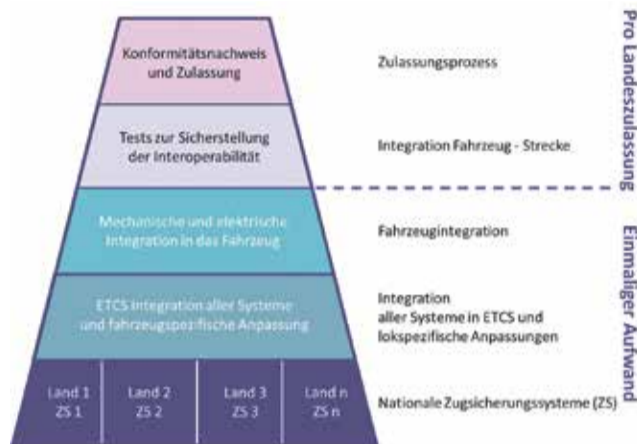 Konformitätsnachweis
und Zulassung
Zulassungsprozess
Tests zur Sicherstellung
der Interoperabilität
Integration Fahrzeug - Strecke
Pro Landeszulassung
Mechanische und elektrische
Integration in das Fahrzeug
Fahrzeugintegration
ETCS Integration aller Systeme
und fahrzeugspezifische Anpassung
Integration
aller Systeme in ETCS und
lokspezifische Anpassungen
Einmaliger Aufwand
Land 1
ZS 1
Land 2
ZS 2
Land 3
ZS 3
Land n
ZS n
Nationale Zugsicherungssysteme (ZS)